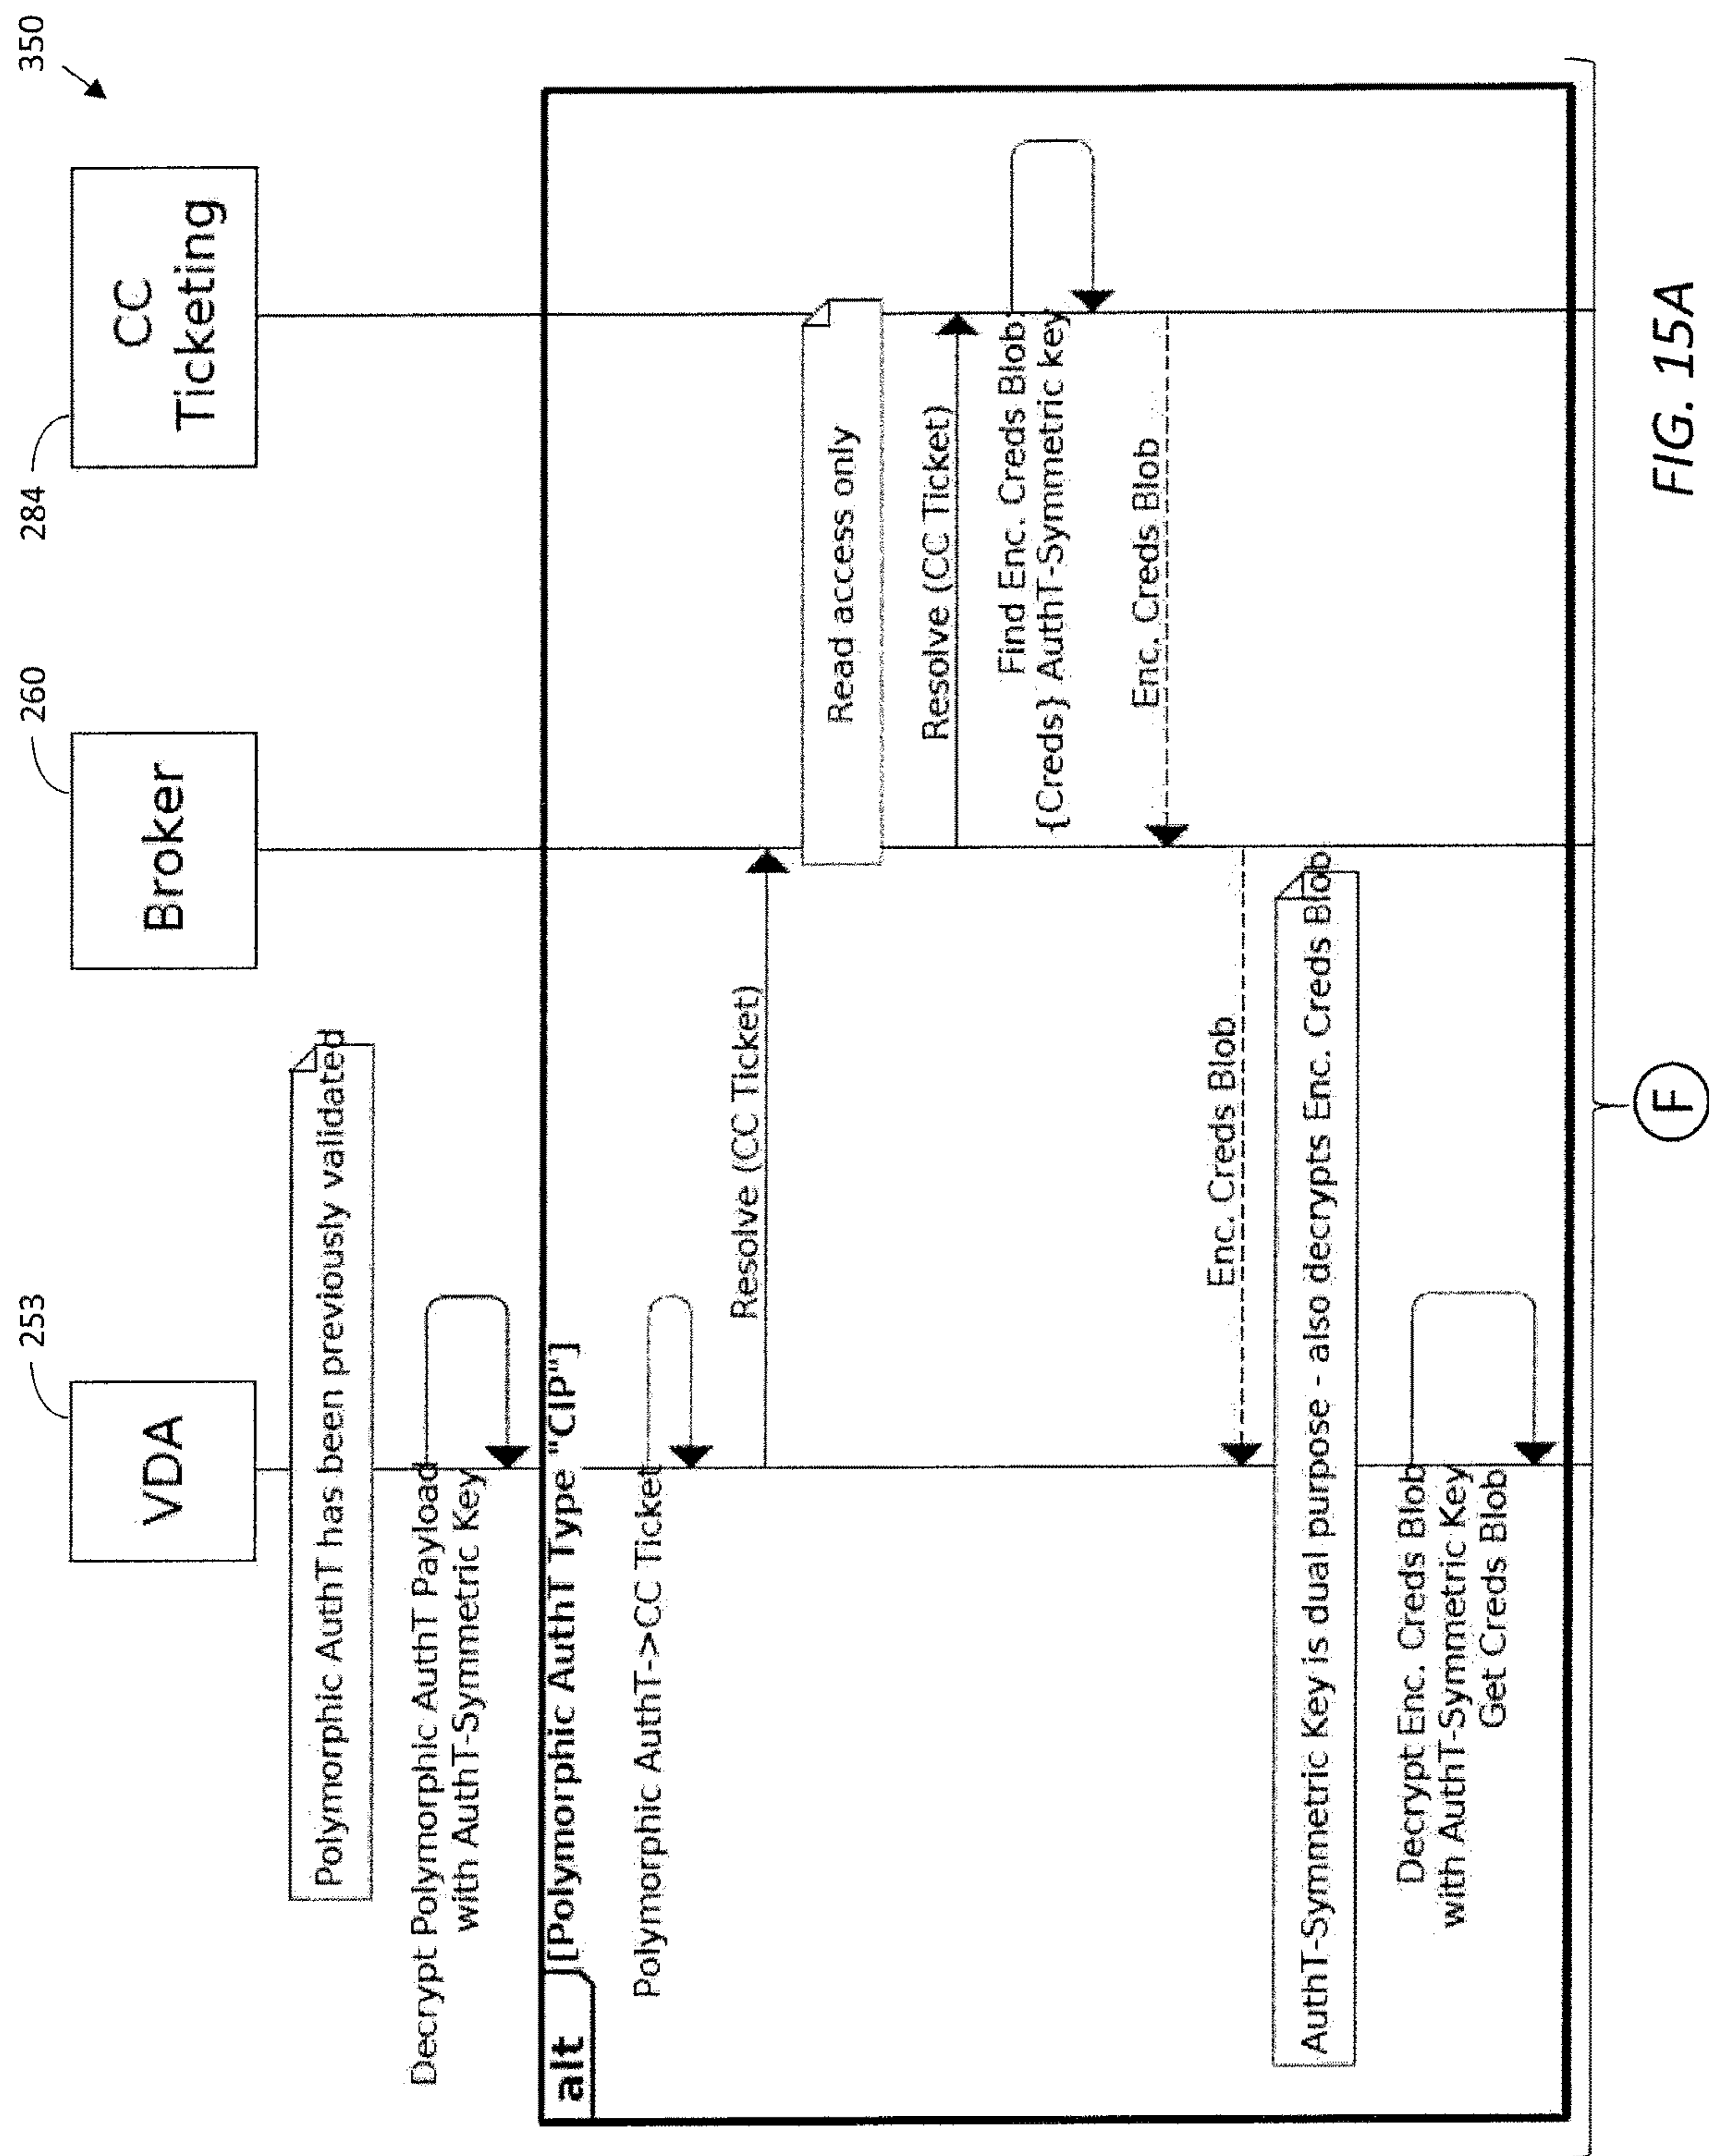 350
253
260
284
VDA
Broker
CC
Ticketing
Polymorphic AuthT has been previously validated
Decrypt Polymorphic AuthT Payload
with AuthT-Symmetric Key
alt
[Polymorphic AuthT Type "CIP"]
Polymorphic AuthT->CC Ticket
Resolve (CC Ticket)
Read access only
Resolve (CC Ticket)
Find Enc. Creds Blob
{Creds} AuthT-Symmetric key
Enc. Creds Blob
Enc. Creds Blob
AuthT-Symmetric Key is dual purpose - also decrypts Enc. Creds Blob
Decrypt Enc. Creds Blob
with AuthT-Symmetric Key
Get Creds Blob
F
FIG. 15A